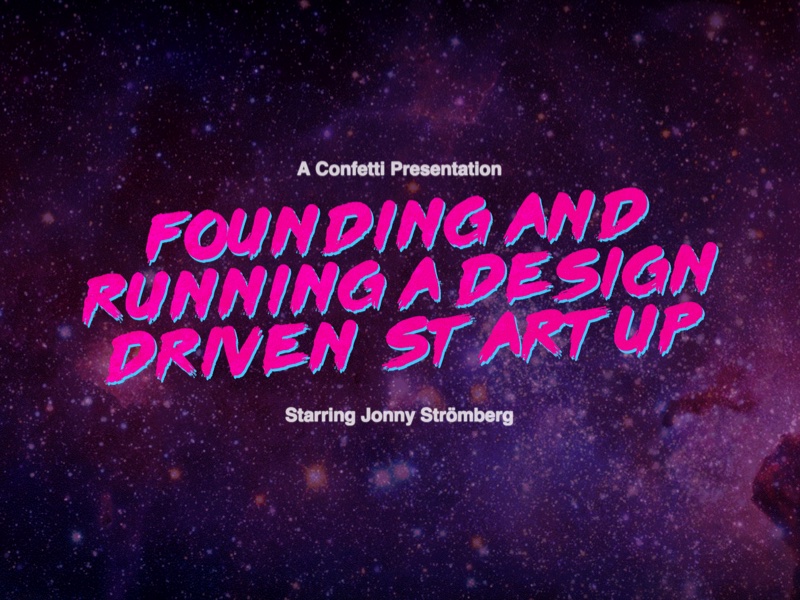 A Confetti Presentation
FOUNDING AND
RUNNING A DESIGN
DRIVEN ST ART UP
Starring Jonny Strömberg